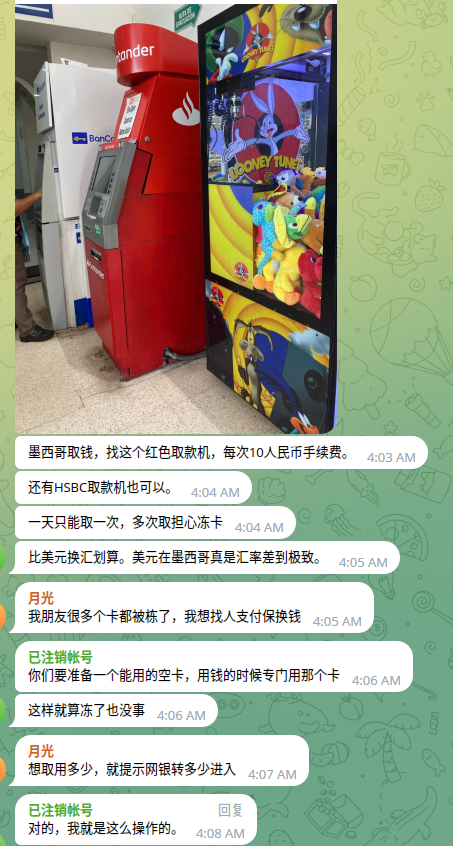 RUTA DE
EVACUACIÓN
Santander
BanCo
LOONEY TUNES
LOONEY TUNES
Santander
墨西哥取钱，找这个红色取款机，每次10人民币手续费。 4:03 AM
还有HSBC取款机也可以。 4:04 AM
一天只能取一次，多次取担心冻卡 4:04 AM
比美元换汇划算。美元在墨西哥真是汇率差到极致。 4:05 AM
月光
我朋友很多个卡都被栋了，我想找人支付保换钱 4:05 AM
已注销帐号
你们要准备一个能用的空卡，用钱的时候专门用那个卡 4:06 AM
这样就算冻了也没事 4:06 AM
月光
想取用多少，就提示网银转多少进入 4:07 AM
已注销帐号 回复
对的，我就是这么操作的。 4:08 AM